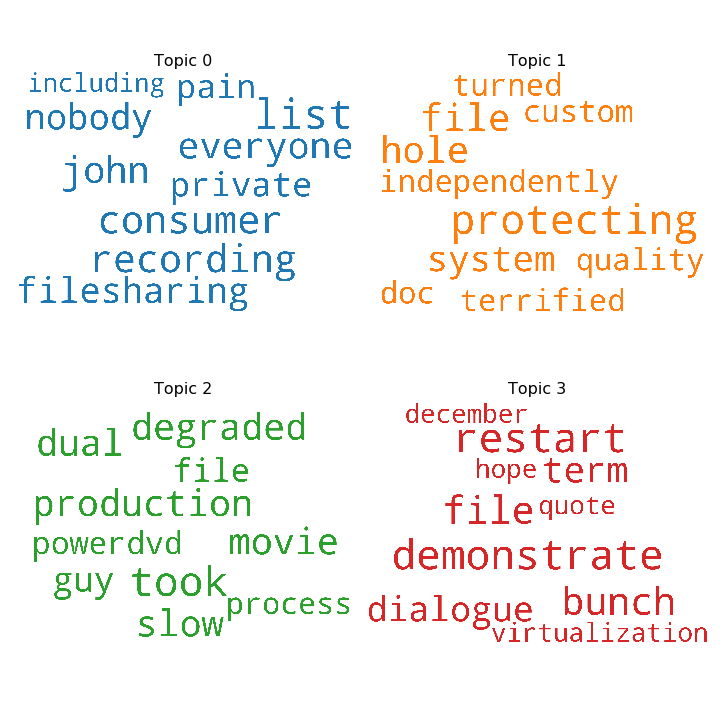 Topic 0
including
pain
nobody
list
everyone
john
private
consumer
recording
filesharing
Topic 1
turned
file
custom
hole
independently
protecting
system
quality
doc
terrified
Topic 2
degraded
dual
file
production
powerdvd
movie
guy
took
process
slow
Topic 3
december
restart
hope
term
file
quote
demonstrate
bunch
dialogue
virtualization